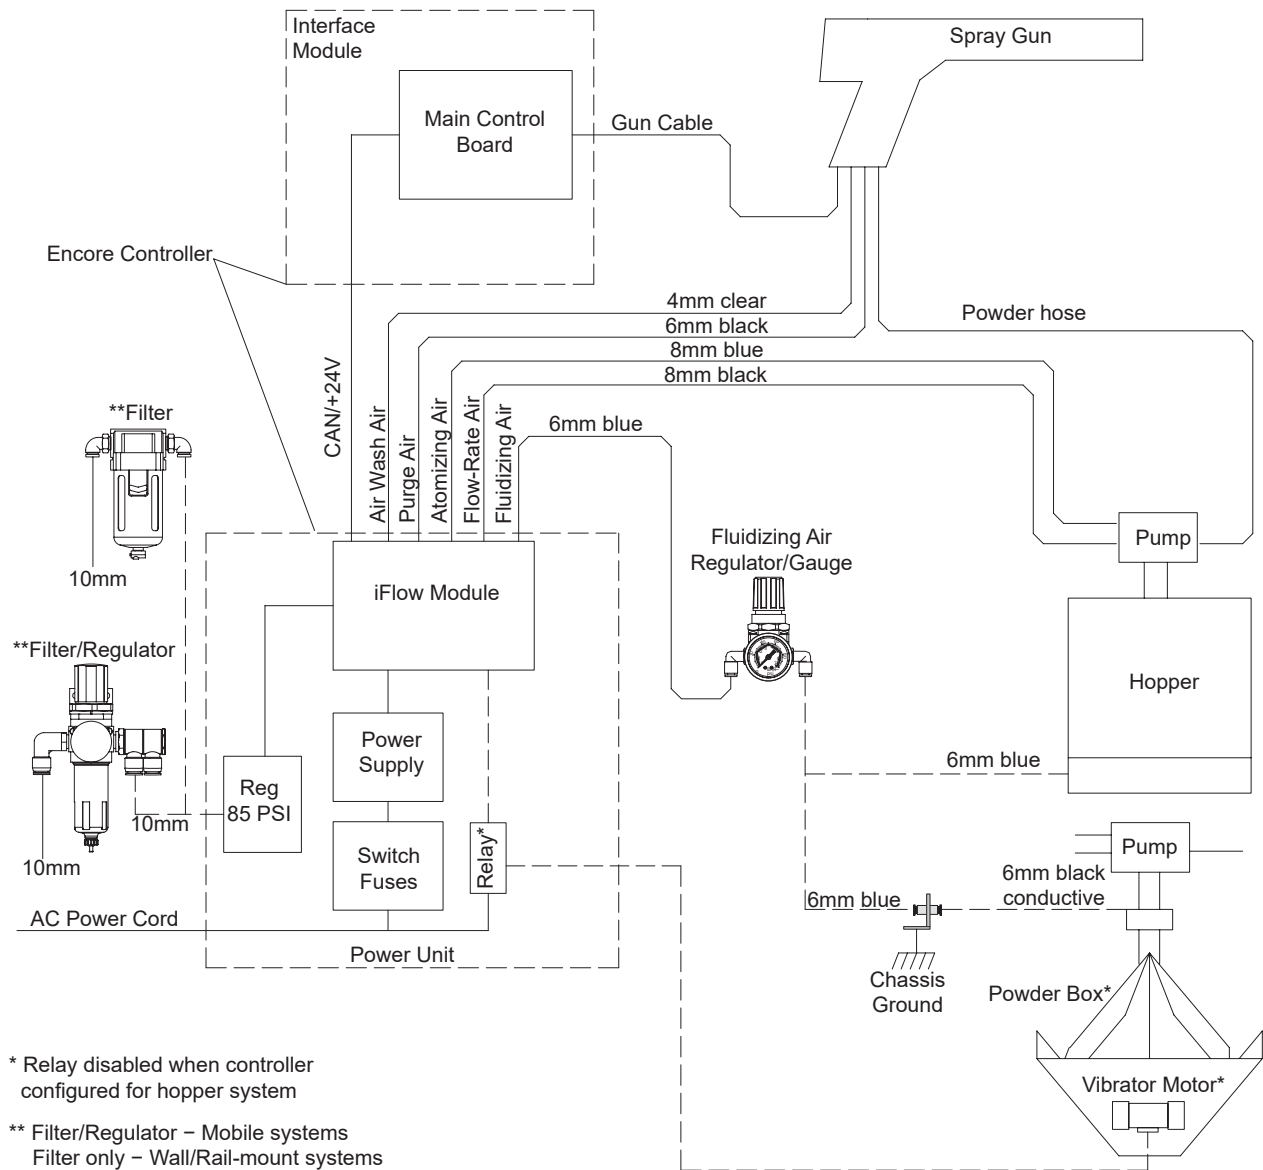 Interface
Module
Spray Gun
Main Control
Board
Gun Cable
Encore Controller
4mm clear
6mm black
8mm blue
8mm black
Powder hose
CAN/+24V
Air Wash Air
Purge Air
Atomizing Air
Flow-Rate Air
Fluidizing Air
6mm blue
**Filter
10mm
Fluidizing Air
Regulator/Gauge
Pump
iFlow Module
**Filter/Regulator
Hopper
Power
Supply
6mm blue
Reg
85 PSI
10mm
10mm
Switch
Fuses
Relay*
Pump
6mm black
conductive
6mm blue
AC Power Cord
Power Unit
Chassis
Ground
Powder Box*
Vibrator Motor*
* Relay disabled when controller
configured for hopper system
** Filter/Regulator – Mobile systems
Filter only – Wall/Rail-mount systems